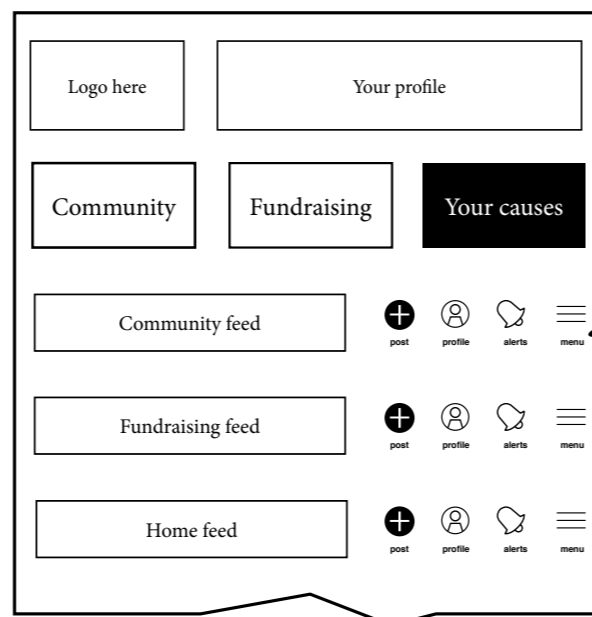 Logo here
Your profile
Community
Fundraising
Your causes
Community feed
post profile alerts menu
Fundraising feed
post profile alerts menu
Home feed
post profile alerts menu